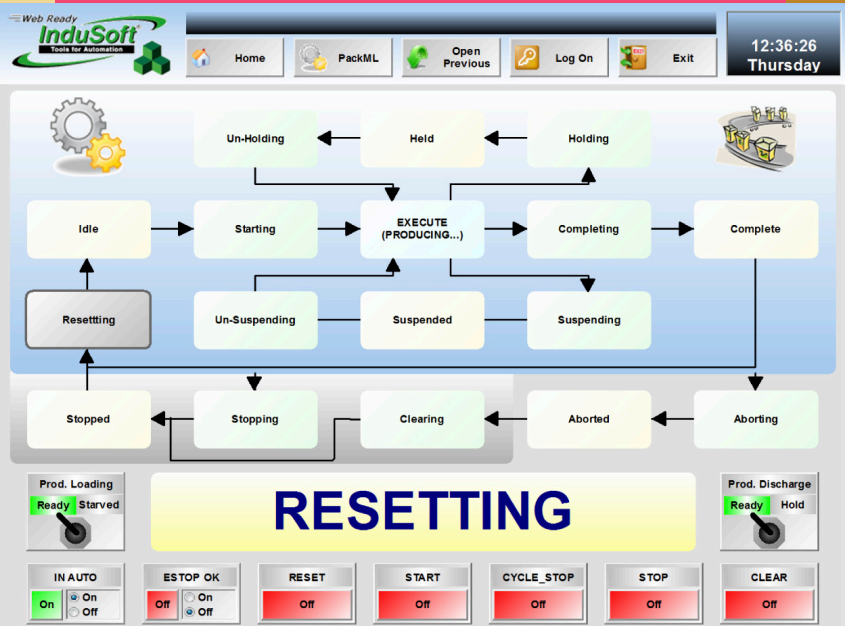 Web Ready
InduSoft
Tools for Automation
Home
PackML
Open
Previous
Log On
EXIT
Exit
12:36:26
Thursday
Un-Holding
Held
Holding
Idle
Starting
EXECUTE
(PRODUCING...)
Completing
Complete
Resettting
Un-Suspending
Suspended
Suspending
Stopped
Stopping
Clearing
Aborted
Aborting
Prod. Loading
Ready Starved
RESETTING
Prod. Discharge
Ready Hold
IN AUTO
On
On
Off
ESTOP OK
Off
On
Off
RESET
Off
START
Off
CYCLE_STOP
Off
STOP
Off
CLEAR
Off